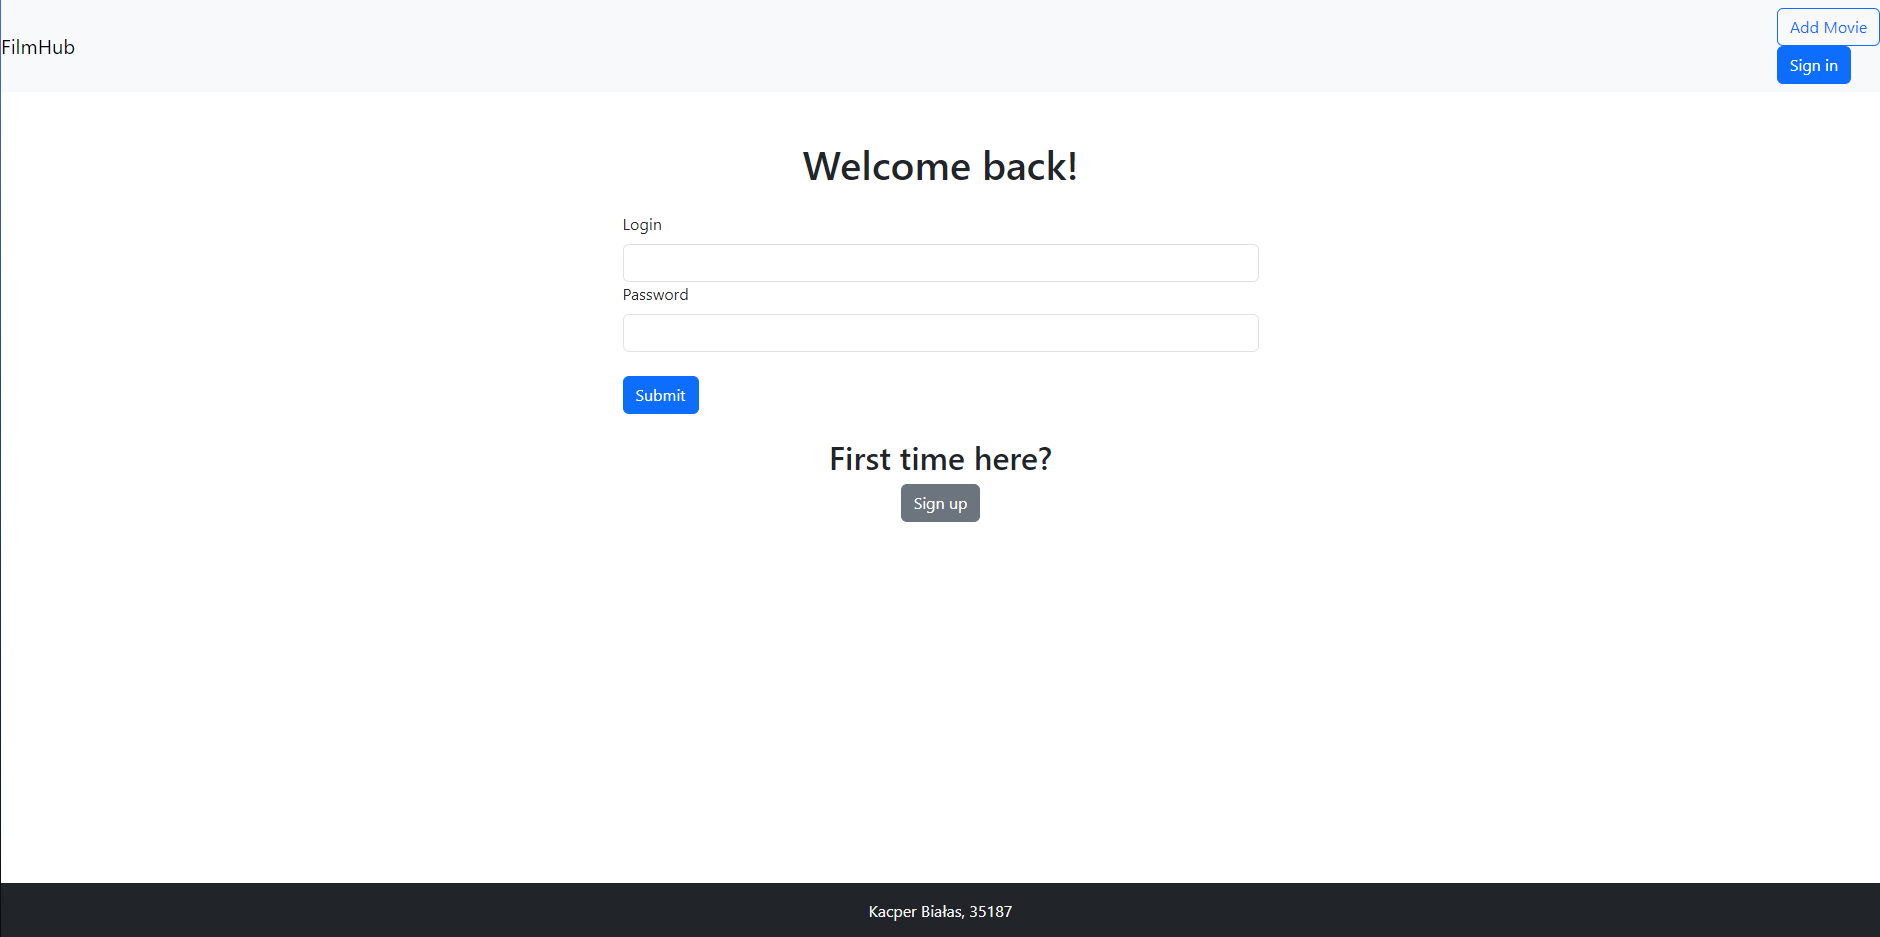 FilmHub
Add Movie
Sign in
Welcome back!
Login
Password
Submit
First time here?
Sign up
Kacper Białas, 35187